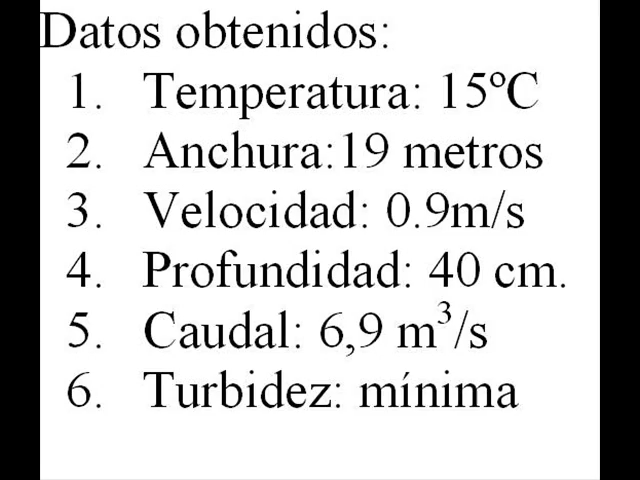 Datos obtenidos:
1. Temperatura: 15ºC
2. Anchura:19 metros
3. Velocidad: 0.9m/s
4. Profundidad: 40 cm.
5. Caudal: 6,9 m³/s
6. Turbidez: mínima